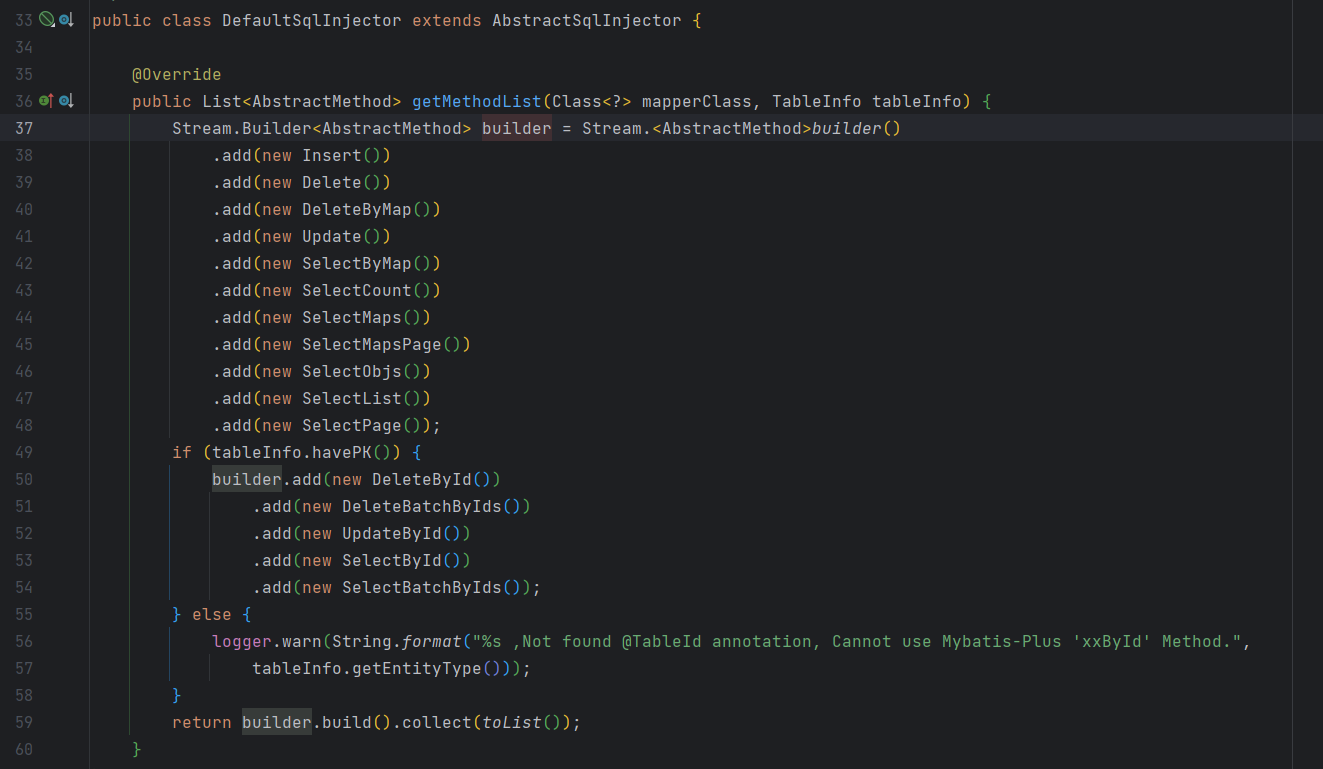 33 public class DefaultSqlInjector extends AbstractSqlInjector {
34
35     @Override
36     public List<AbstractMethod> getMethodList(Class<?> mapperClass, TableInfo tableInfo) {
37         Stream.Builder<AbstractMethod> builder = Stream.<AbstractMethod>builder()
38             .add(new Insert())
39             .add(new Delete())
40             .add(new DeleteByMap())
41             .add(new Update())
42             .add(new SelectByMap())
43             .add(new SelectCount())
44             .add(new SelectMaps())
45             .add(new SelectMapsPage())
46             .add(new SelectObjs())
47             .add(new SelectList())
48             .add(new SelectPage());
49         if (tableInfo.havePK()) {
50             builder.add(new DeleteById())
51                 .add(new DeleteBatchByIds())
52                 .add(new UpdateById())
53                 .add(new SelectById())
54                 .add(new SelectBatchByIds());
55         } else {
56             logger.warn(String.format("%s ,Not found @TableId annotation, Cannot use Mybatis-Plus 'xxById' Method.",
57                 tableInfo.getEntityType()));
58         }
59         return builder.build().collect(toList());
60     }